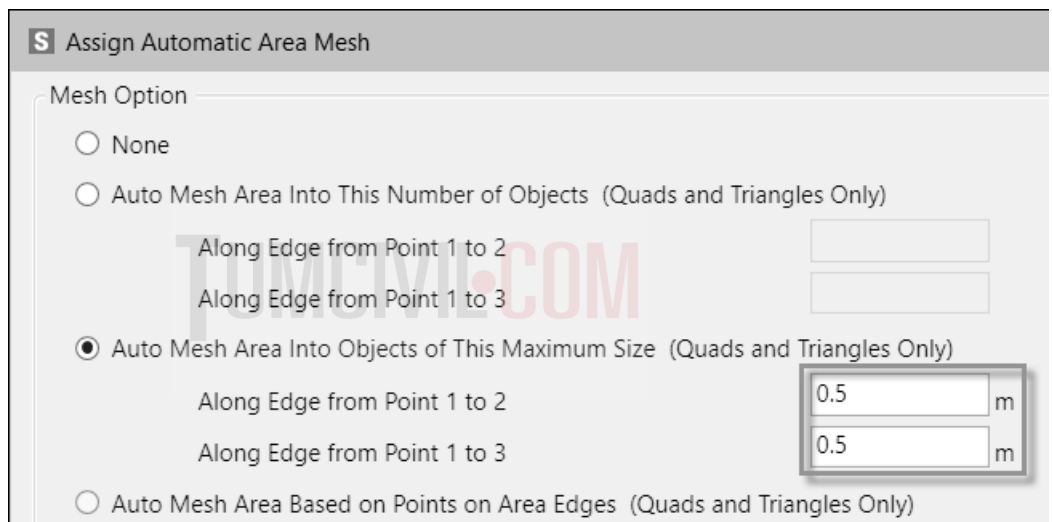 S Assign Automatic Area Mesh
Mesh Option
None
Auto Mesh Area Into This Number of Objects (Quads and Triangles Only)
Along Edge from Point 1 to 2
Along Edge from Point 1 to 3
TUMCIVIL•COM
Auto Mesh Area Into Objects of This Maximum Size (Quads and Triangles Only)
Along Edge from Point 1 to 2 0.5 m
Along Edge from Point 1 to 3 0.5 m
Auto Mesh Area Based on Points on Area Edges (Quads and Triangles Only)